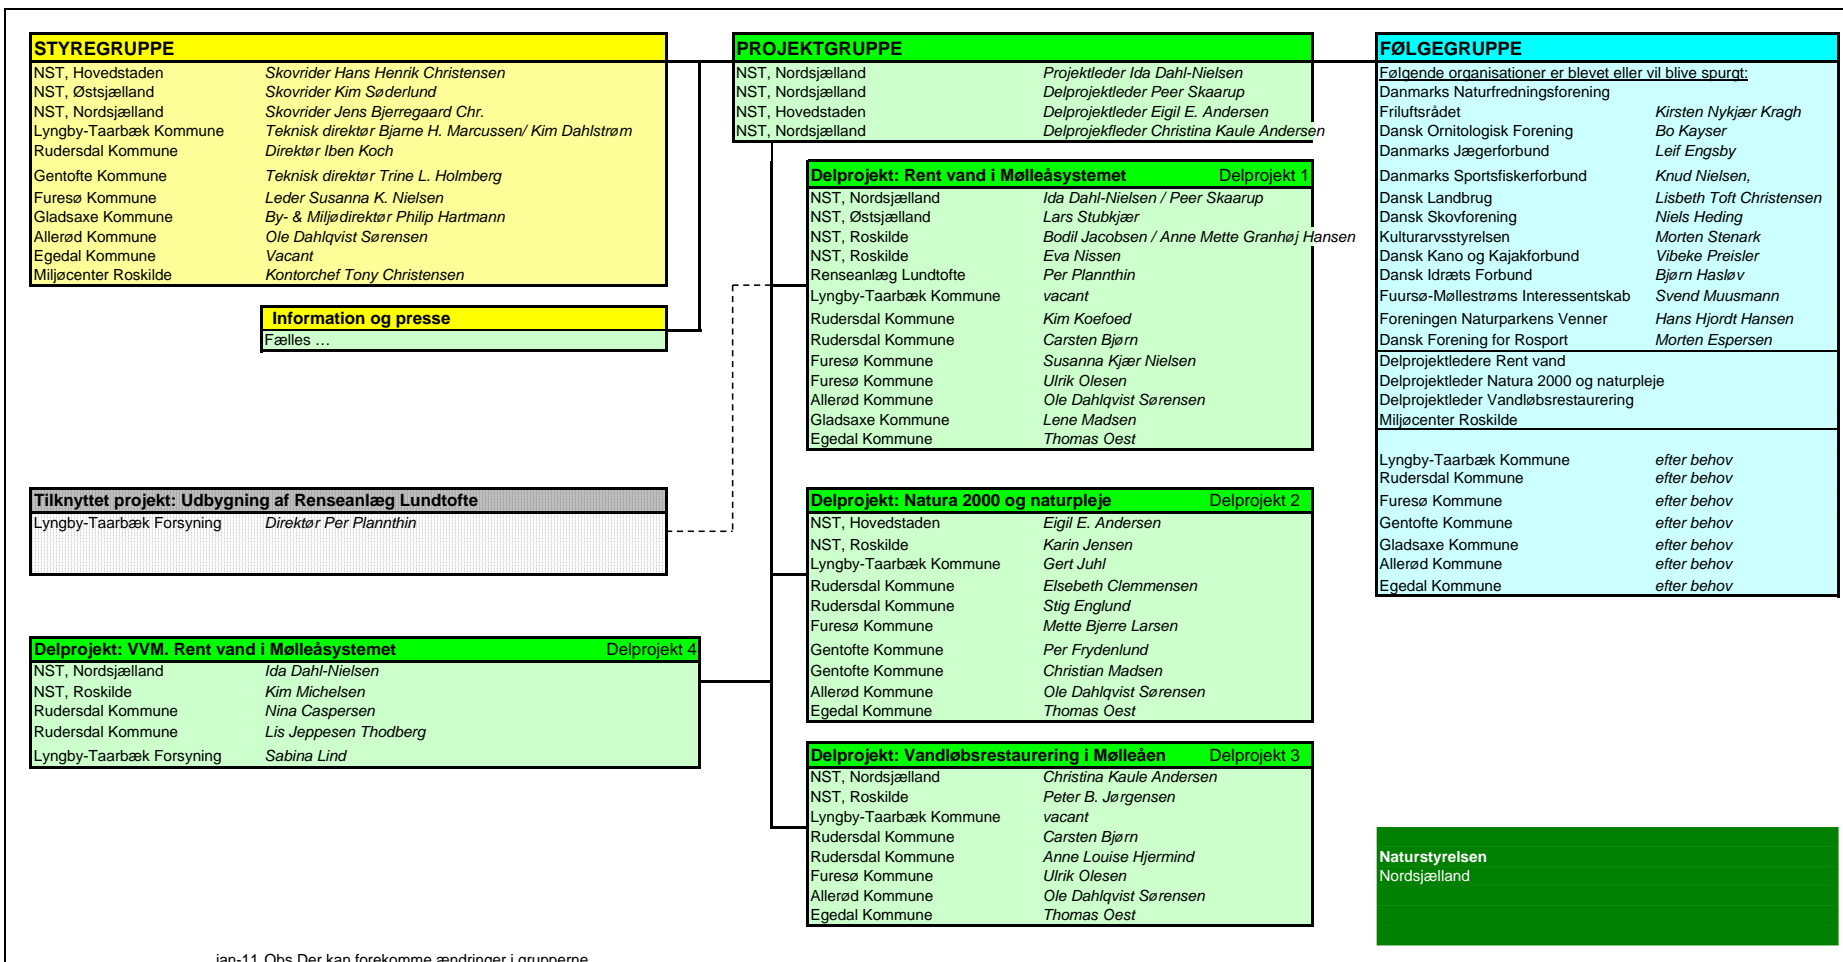 STYREGRUPPE
NST, Hovedstaden Skovrider Hans Henrik Christensen
NST, Østsjælland Skovrider Kim Søderlund
NST, Nordsjælland Skovrider Jens Bjerregaard Chr.
Lyngby-Taarbæk Kommune Teknisk direktør Bjarne H. Marcussen/ Kim Dahlstrøm
Rudersdal Kommune Direktør Iben Koch
Gentofte Kommune Teknisk direktør Trine L. Holmberg
Furesø Kommune Leder Susanna K. Nielsen
Gladsaxe Kommune By- & Miljødirektør Philip Hartmann
Allerød Kommune Ole Dahlqvist Sørensen
Egedal Kommune Vacant
Miljøcenter Roskilde Kontorchef Tony Christensen
Information og presse
Fælles ...
Tilknyttet projekt: Udbygning af Renseanlæg Lundtofte
Lyngby-Taarbæk Forsyning Direktør Per Plannthin
Delprojekt: VVM. Rent vand i Mølleåsystemet Delprojekt 4
NST, Nordsjælland Ida Dahl-Nielsen
NST, Roskilde Kim Michelsen
Rudersdal Kommune Nina Caspersen
Rudersdal Kommune Lis Jeppesen Thodberg
Lyngby-Taarbæk Forsyning Sabina Lind
PROJEKTGRUPPE
NST, Nordsjælland Projektleder Ida Dahl-Nielsen
NST, Nordsjælland Delprojektleder Peer Skaarup
NST, Hovedstaden Delprojektleder Eigil E. Andersen
NST, Nordsjælland Delprojekfleder Christina Kaule Andersen
Delprojekt: Rent vand i Mølleåsystemet Delprojekt 1
NST, Nordsjælland Ida Dahl-Nielsen / Peer Skaarup
NST, Østsjælland Lars Stubkjær
NST, Roskilde Bodil Jacobsen / Anne Mette Granhøj Hansen
NST, Roskilde Eva Nissen
Renseanlæg Lundtofte Per Plannthin
Lyngby-Taarbæk Kommune vacant
Rudersdal Kommune Kim Koefoed
Rudersdal Kommune Carsten Bjørn
Furesø Kommune Susanna Kjær Nielsen
Furesø Kommune Ulrik Olesen
Allerød Kommune Ole Dahlqvist Sørensen
Gladsaxe Kommune Lene Madsen
Egedal Kommune Thomas Oest
Delprojekt: Natura 2000 og naturpleje Delprojekt 2
NST, Hovedstaden Eigil E. Andersen
NST, Roskilde Karin Jensen
Lyngby-Taarbæk Kommune Gert Juhl
Rudersdal Kommune Elsebeth Clemmensen
Rudersdal Kommune Stig Englund
Furesø Kommune Mette Bjerre Larsen
Gentofte Kommune Per Frydenlund
Gentofte Kommune Christian Madsen
Allerød Kommune Ole Dahlqvist Sørensen
Egedal Kommune Thomas Oest
Delprojekt: Vandløbsrestaurering i Mølleåen Delprojekt 3
NST, Nordsjælland Christina Kaule Andersen
NST, Roskilde Peter B. Jørgensen
Lyngby-Taarbæk Kommune vacant
Rudersdal Kommune Carsten Bjørn
Rudersdal Kommune Anne Louise Hjermind
Furesø Kommune Ulrik Olesen
Allerød Kommune Ole Dahlqvist Sørensen
Egedal Kommune Thomas Oest
FØLGEGRUPPE
Følgende organisationer er blevet eller vil blive spurgt:
Danmarks Naturfredningsforening
Friluftsrådet Kirsten Nykjær Kragh
Dansk Ornitologisk Forening Bo Kayser
Danmarks Jægerforbund Leif Engsby
Danmarks Sportsfiskerforbund Knud Nielsen,
Dansk Landbrug Lisbeth Toft Christensen
Dansk Skovforening Niels Heding
Kulturarvsstyrelsen Morten Stenark
Dansk Kano og Kajakforbund Vibeke Preisler
Dansk Idræts Forbund Bjørn Hasløv
Fuursø-Møllestrøms Interessentskab Svend Muusmann
Foreningen Naturparkens Venner Hans Hjordt Hansen
Dansk Forening for Rosport Morten Espersen
Delprojektledere Rent vand
Delprojektleder Natura 2000 og naturpleje
Delprojektleder Vandløbsrestaurering
Miljøcenter Roskilde
Lyngby-Taarbæk Kommune efter behov
Rudersdal Kommune efter behov
Furesø Kommune efter behov
Gentofte Kommune efter behov
Gladsaxe Kommune efter behov
Allerød Kommune efter behov
Egedal Kommune efter behov
Naturstyrelsen
Nordsjælland
jan-11 Obs Der kan forekomme ændringer i grupperne